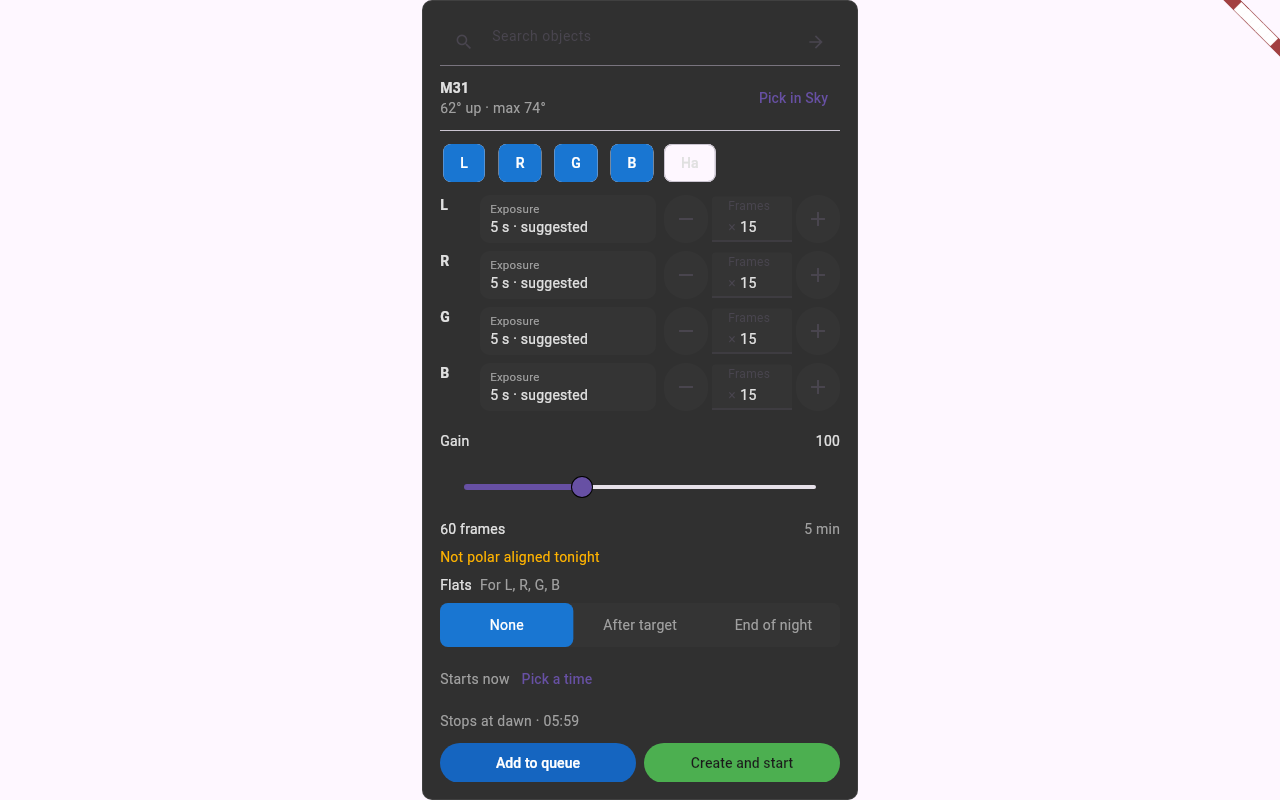 Search objects
M31
62° up · max 74°
Pick in Sky
L R G B Ha
L
Exposure
5 s · suggested
Frames
× 15
R
Exposure
5 s · suggested
Frames
× 15
G
Exposure
5 s · suggested
Frames
× 15
B
Exposure
5 s · suggested
Frames
× 15
Gain 100
60 frames 5 min
Not polar aligned tonight
Flats For L, R, G, B
None After target End of night
Starts now Pick a time
Stops at dawn · 05:59
Add to queue Create and start